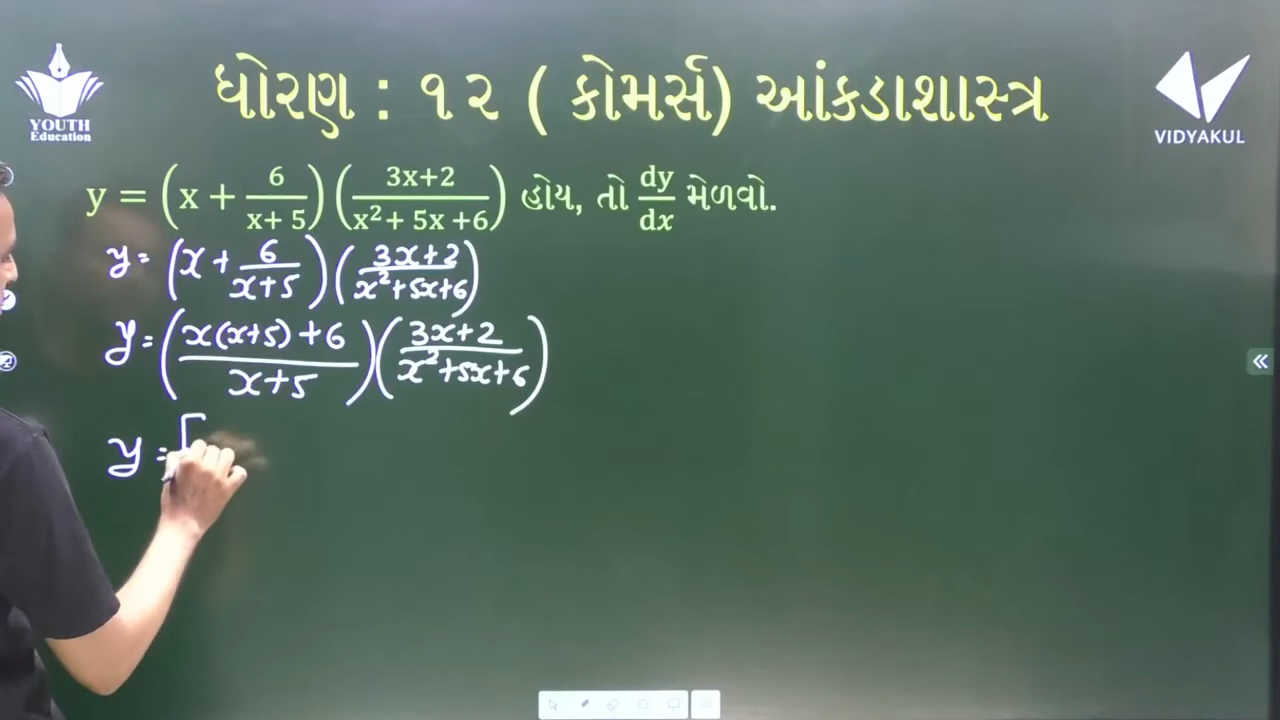 YOUTH
Education
ધોરણ : ૧૨ ( કોમર્સ) આંકડાશાસ્ત્ર
VIDYAKUL
y = (x + 6/(x+ 5)) ((3x+2)/(x²+ 5x +6)) હોય, તો dy/dx મેળવો.
y = (x + 6/(x+5)) ((3x+2)/(x²+5x+6))
y = ((x(x+5)+6)/(x+5)) ((3x+2)/(x²+5x+6))
y = [